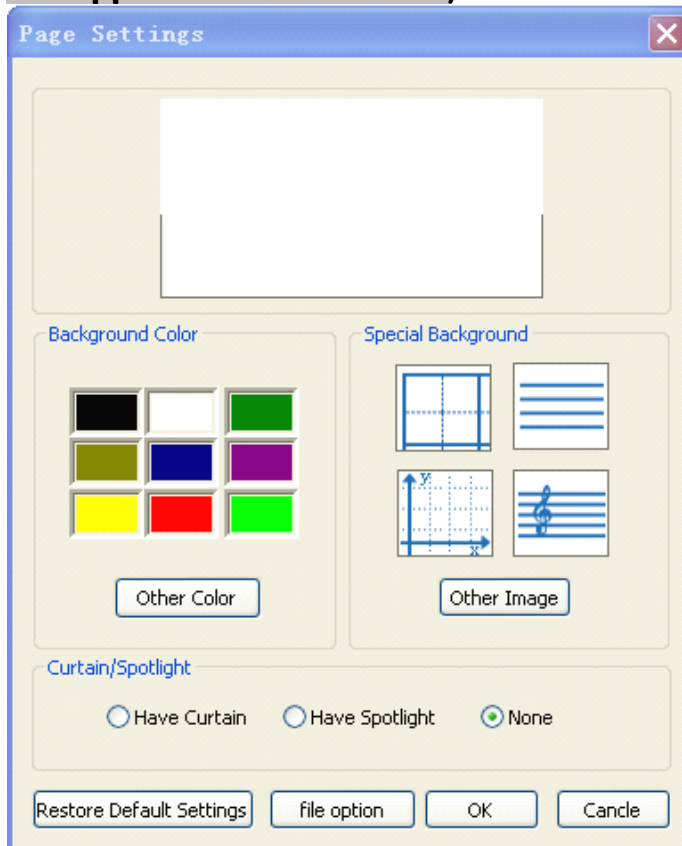 Page Settings
Background Color
Special Background
y
x
Other Color
Other Image
Curtain/Spotlight
Have Curtain
Have Spotlight
None
Restore Default Settings
file option
OK
Cancle